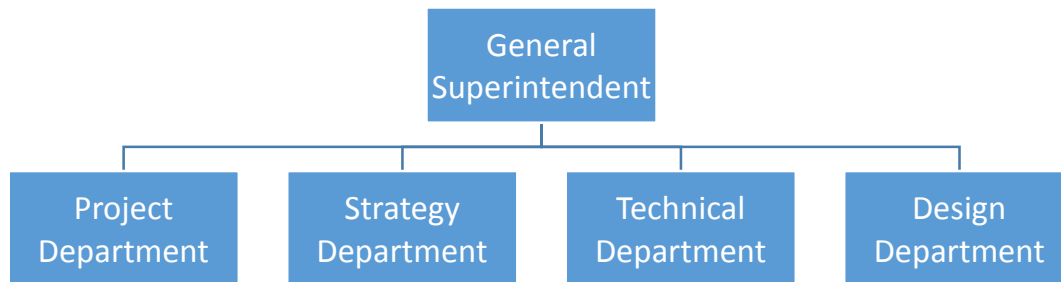 General
Superintendent
Project
Department
Strategy
Department
Technical
Department
Design
Department